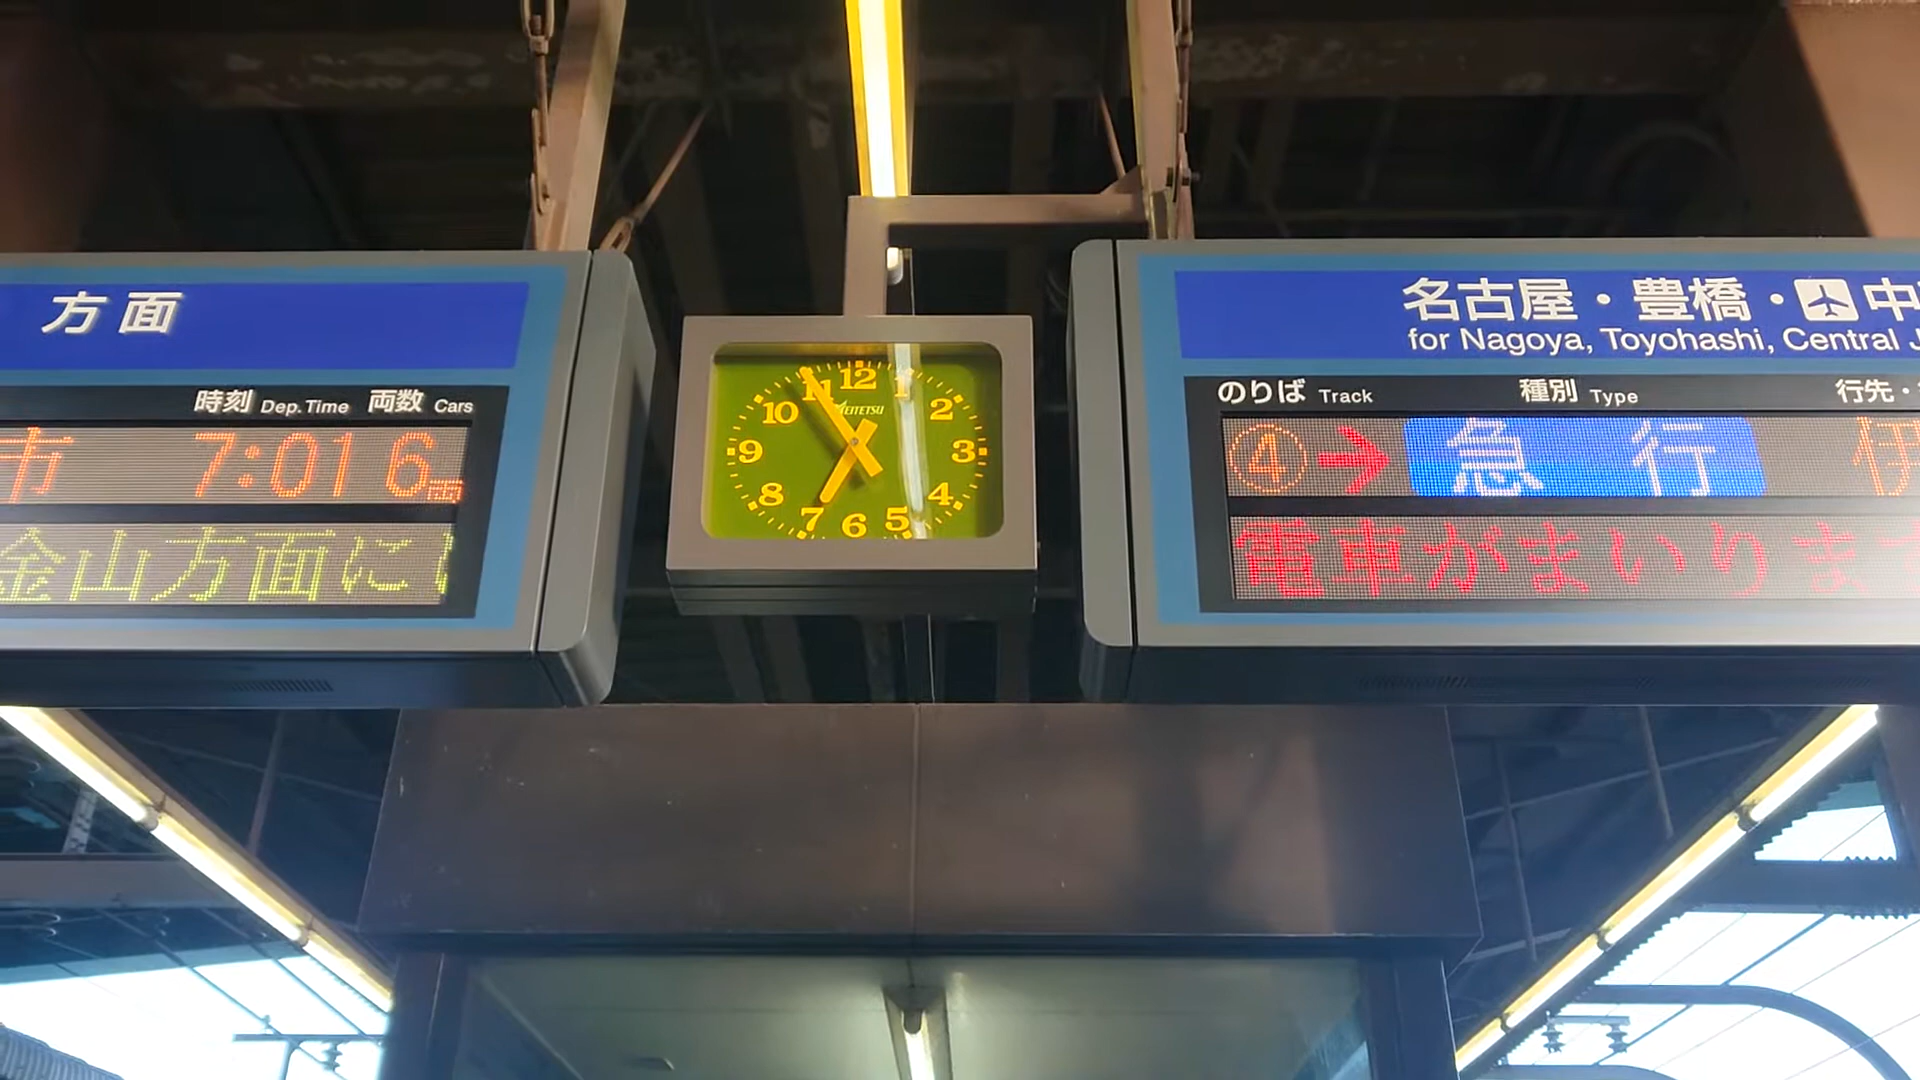 方面
時刻 Dep.Time 両数 Cars
市 7:01 6両
金山方面に
12
11 1
10 2
MEITETSU
9 3
8 4
7 6 5
名古屋・豊橋・中
for Nagoya, Toyohashi, Central J
のりば Track 種別 Type 行先・
④→ 急行 伊
電車がまいります